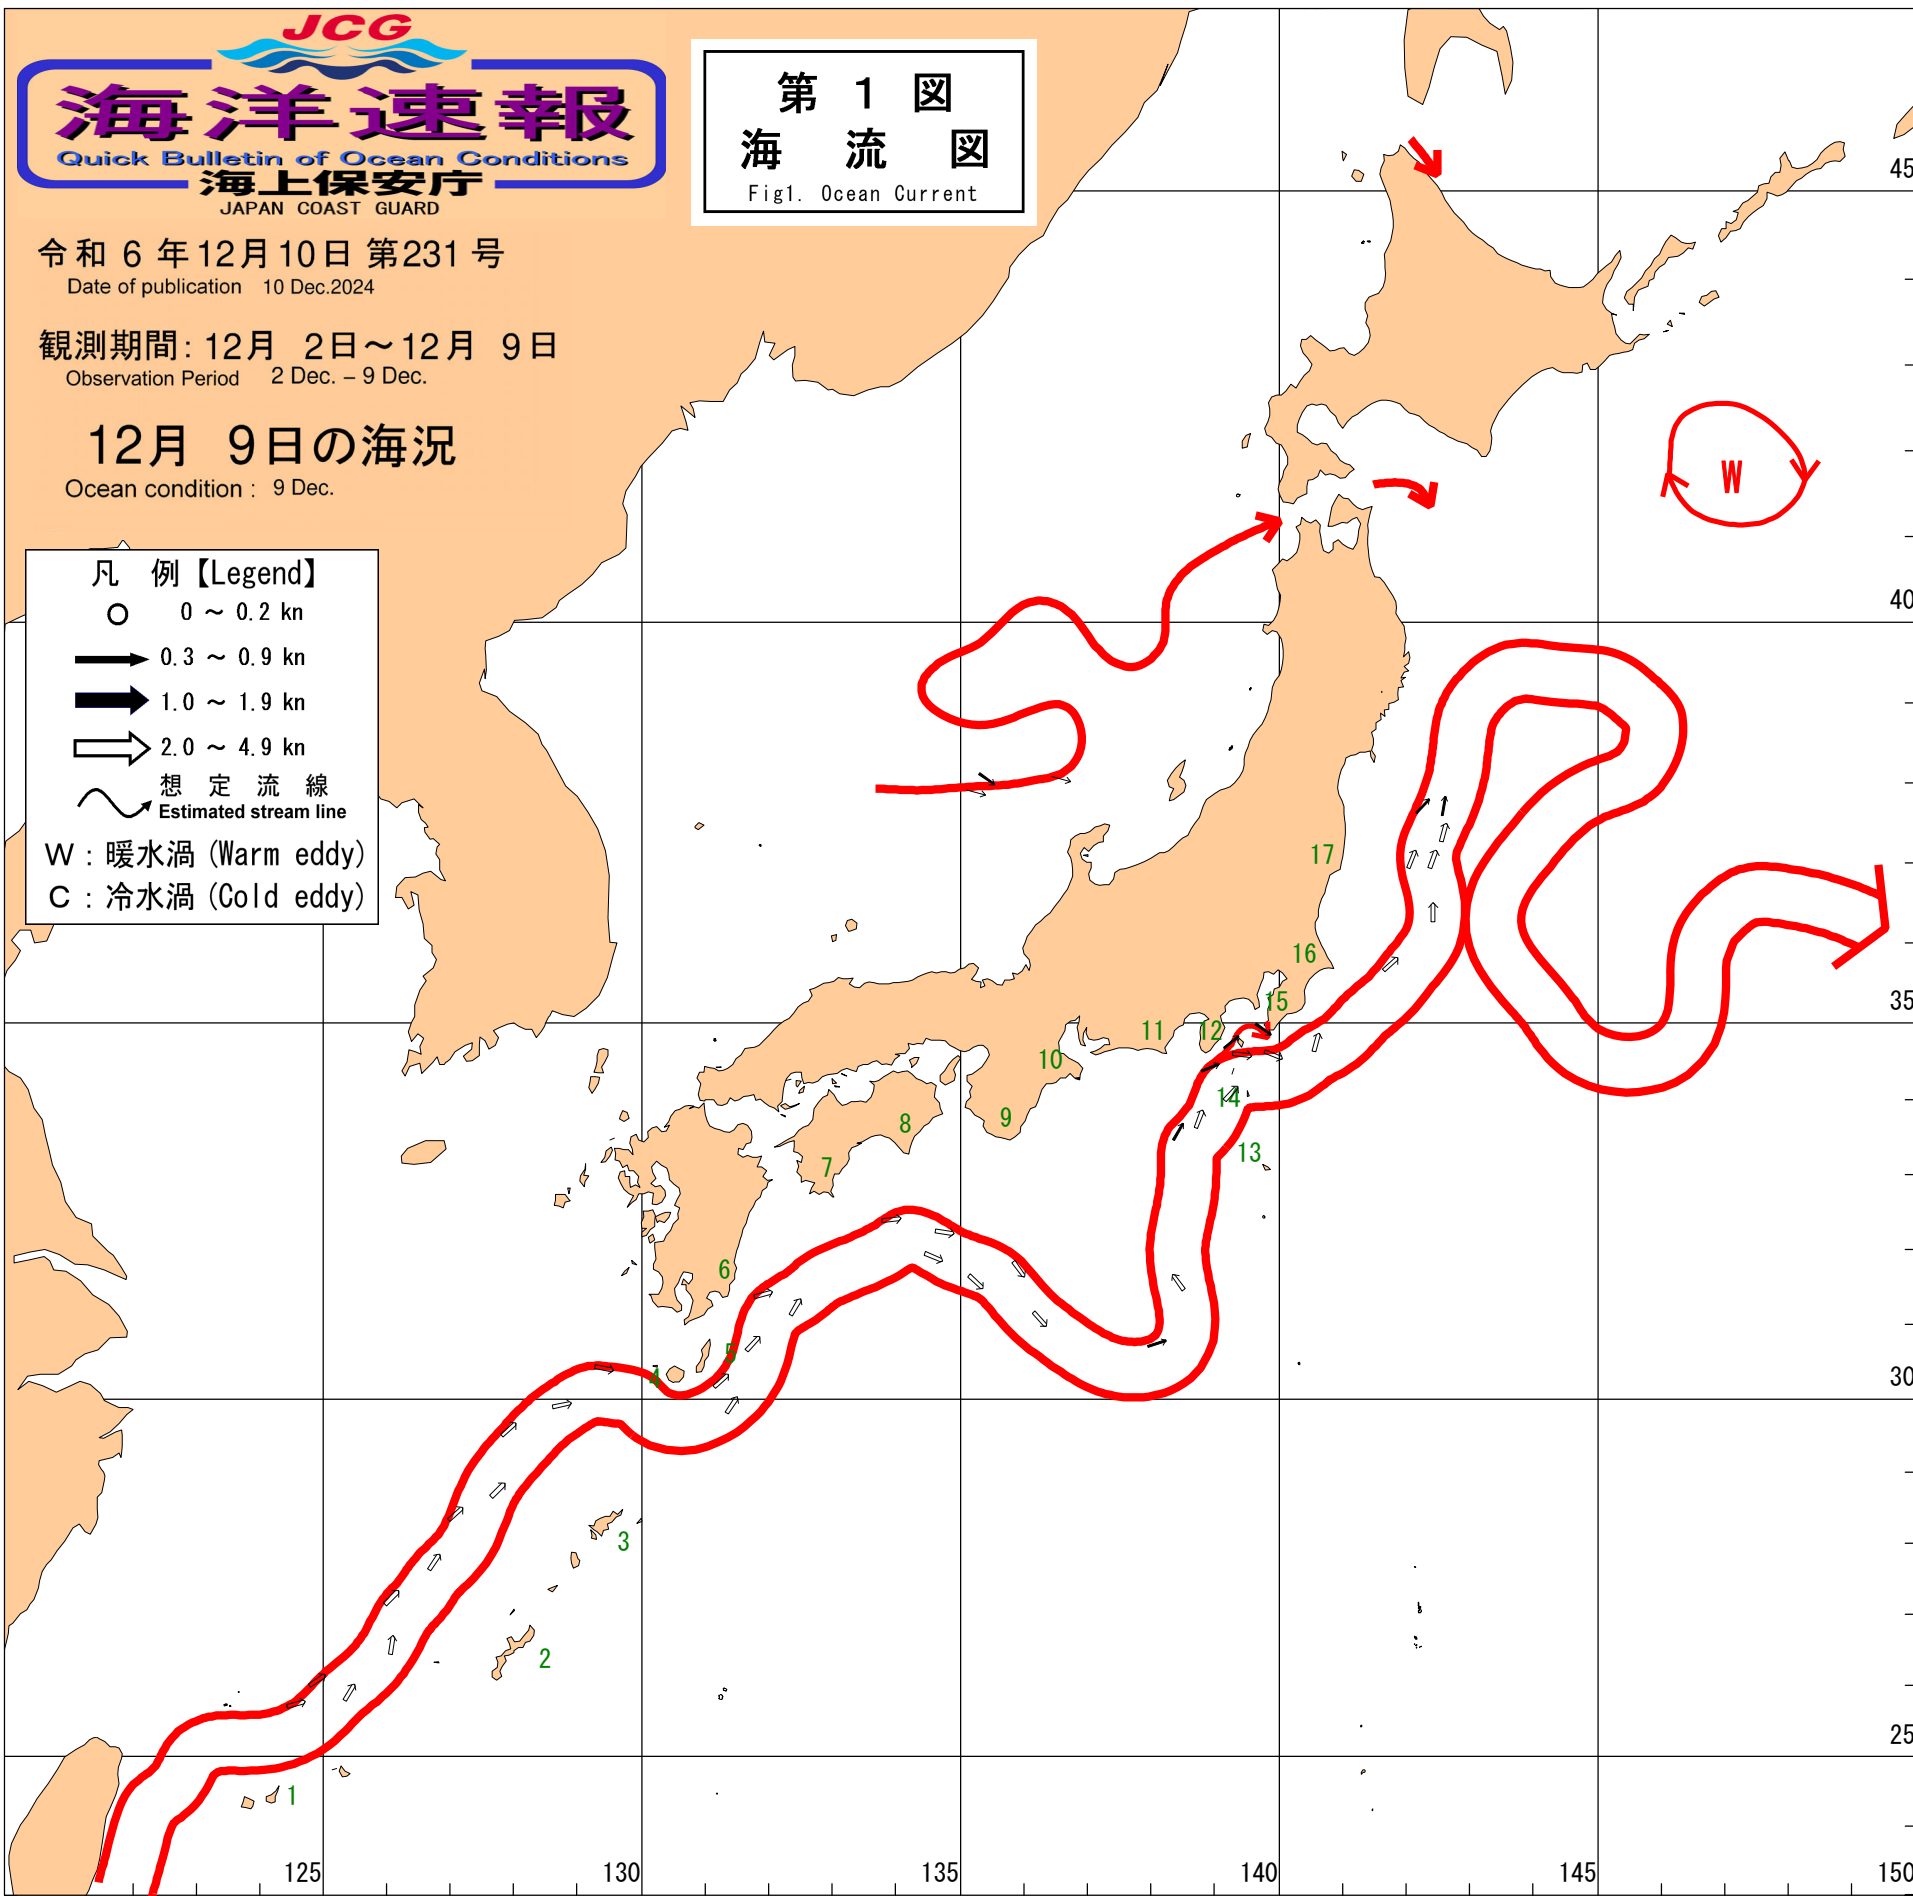 JCG
海洋速報
Quick Bulletin of Ocean Conditions
海上保安庁
JAPAN COAST GUARD
令和 6 年12月10日 第231 号
Date of publication 10 Dec.2024
観測期間: 12月 2日～12月 9日
Observation Period 2 Dec. – 9 Dec.
12月 9日の海況
Ocean condition : 9 Dec.
第 1 図
海 流 図
Fig1. Ocean Current
凡 例【Legend】
0 ～ 0.2 kn
0.3 ～ 0.9 kn
1.0 ～ 1.9 kn
2.0 ～ 4.9 kn
想 定 流 線
Estimated stream line
W : 暖水渦 (Warm eddy)
C : 冷水渦 (Cold eddy)
45
W
40
17
16
35
15
12
11
10
14
9
8
13
7
6
5
4
30
3
2
25
1
125
130
135
140
145
150